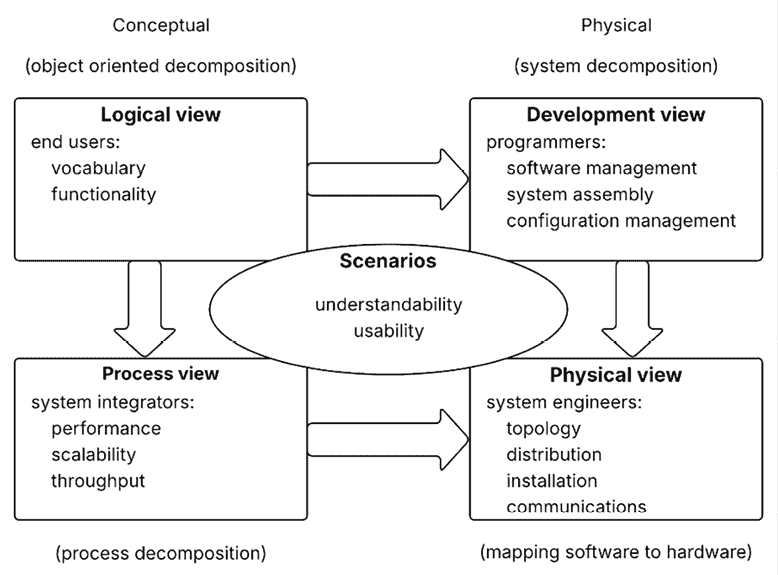 Conceptual
(object oriented decomposition)
Physical
(system decomposition)
Logical view
end users:
vocabulary
functionality
Development view
programmers:
software management
system assembly
configuration management
Scenarios
understandability
usability
Process view
system integrators:
performance
scalability
throughput
Physical view
system engineers:
topology
distribution
installation
communications
(process decomposition)
(mapping software to hardware)